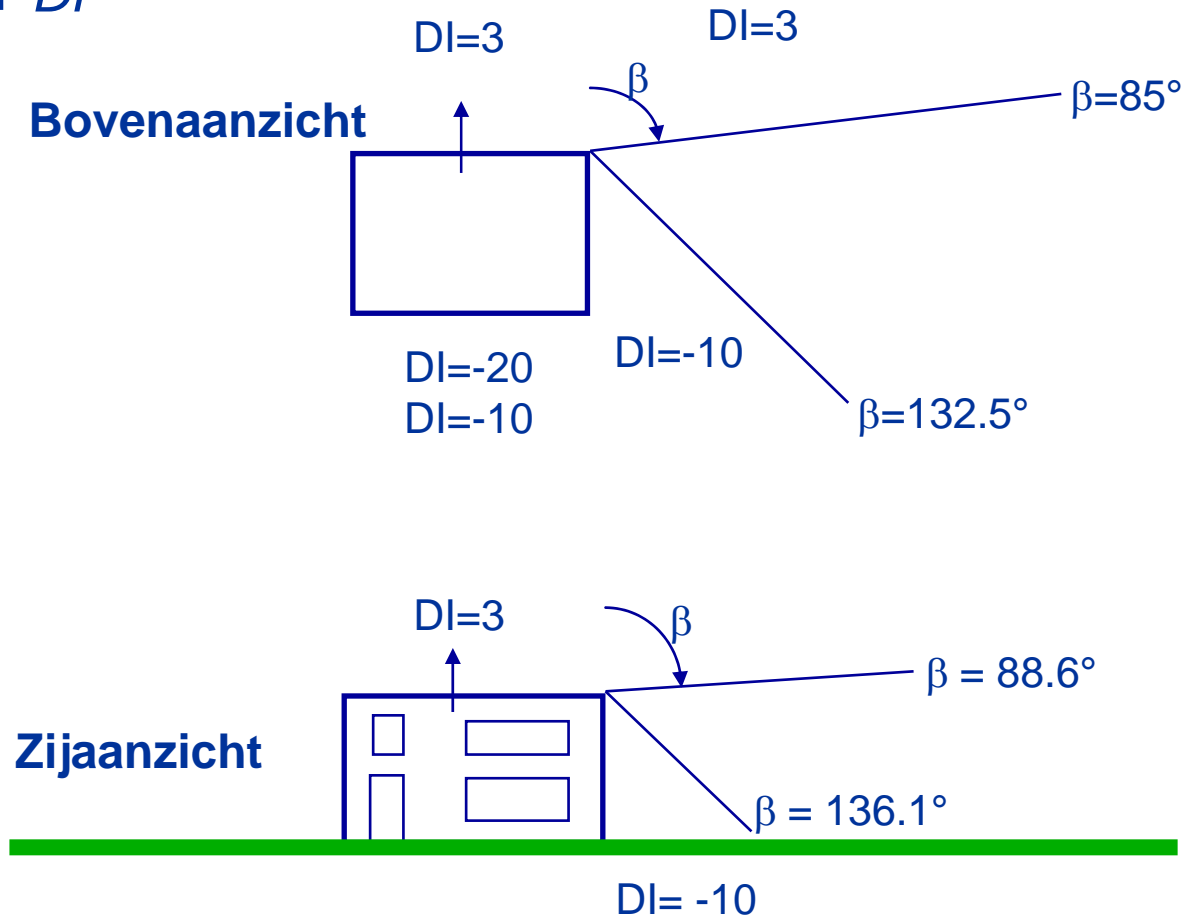 DI
DI=3
DI=3
β
β=85°
Bovenaanzicht
DI=-20
DI=-10
DI=-10
β=132.5°
DI=3
β
β = 88.6°
Zijaanzicht
β = 136.1°
DI= -10